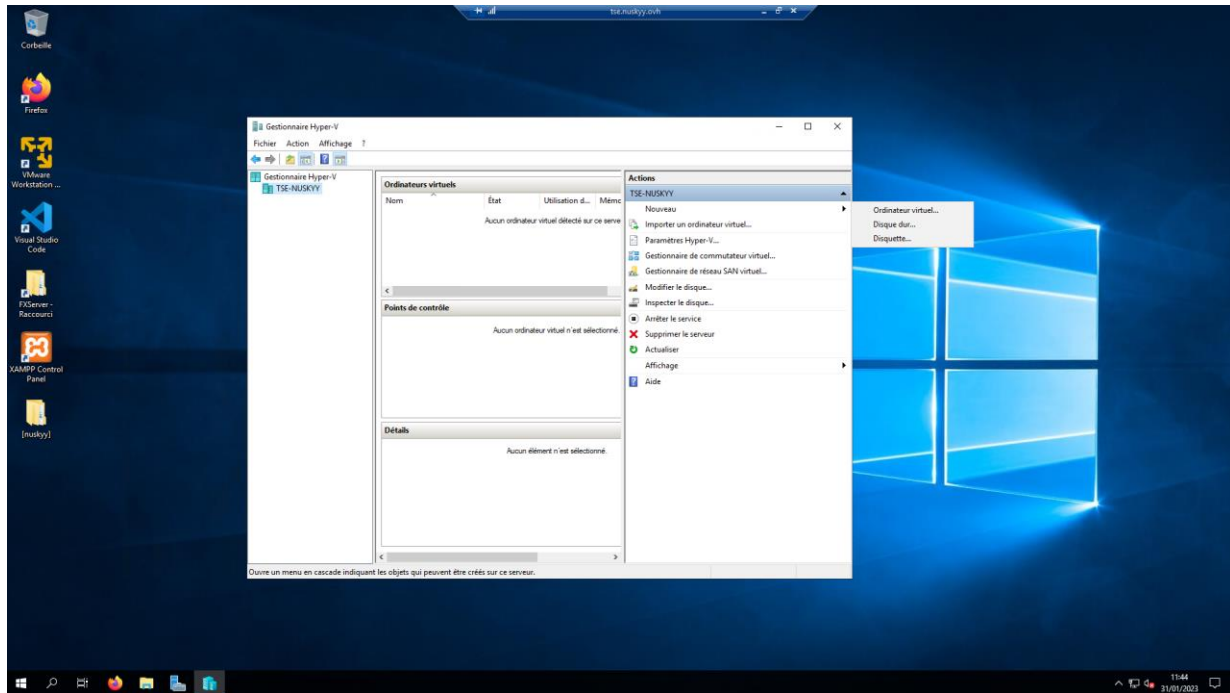 tse.nuskyy.ovh
Corbeille
Firefox
VMware
Workstation ...
Visual Studio
Code
FXServer -
Raccourci
XAMPP Control
Panel
[nuskyy]
Gestionnaire Hyper-V
Fichier Action Affichage ?
Gestionnaire Hyper-V
TSE-NUSKYY
Ordinateurs virtuels
Nom État Utilisation d... Mémo
Aucun ordinateur virtuel détecté sur ce serve
Points de contrôle
Aucun ordinateur virtuel n'est sélectionné.
Détails
Aucun élément n'est sélectionné.
Actions
TSE-NUSKYY
Nouveau
Importer un ordinateur virtuel...
Paramètres Hyper-V...
Gestionnaire de commutateur virtuel...
Gestionnaire de réseau SAN virtuel...
Modifier le disque...
Inspecter le disque...
Arrêter le service
Supprimer le serveur
Actualiser
Affichage
Aide
Ordinateur virtuel...
Disque dur...
Disquette...
Ouvre un menu en cascade indiquant les objets qui peuvent être créés sur ce serveur.
11:44
31/01/2023